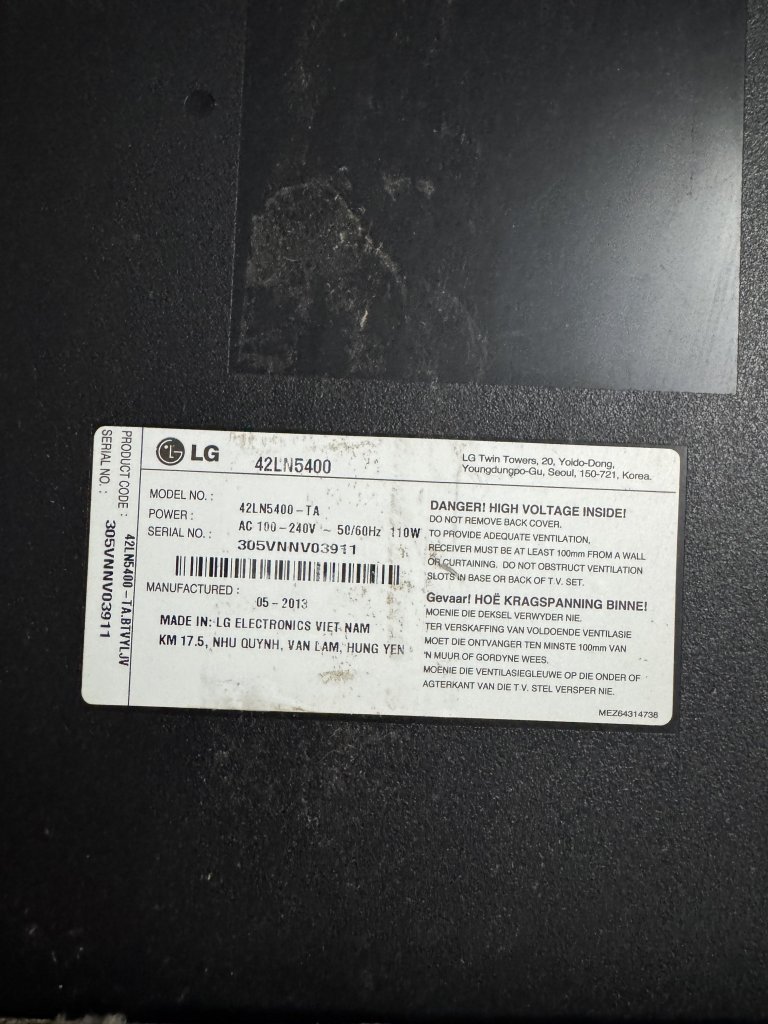 LG
42LN5400
LG Twin Towers, 20, Yoido-Dong,
Youngdungpo-Gu, Seoul, 150-721, Korea.
MODEL NO. : 42LN5400-TA
POWER : AC 100-240V ~ 50/60Hz 110W
SERIAL NO. : 305VNNV03911
MANUFACTURED :
05-2013
MADE IN: LG ELECTRONICS VIET NAM
KM 17.5, NHU QUYNH, VAN LAM, HUNG YEN
DANGER! HIGH VOLTAGE INSIDE!
DO NOT REMOVE BACK COVER.
TO PROVIDE ADEQUATE VENTILATION,
RECEIVER MUST BE AT LEAST 100mm FROM A WALL
OR CURTAINING. DO NOT OBSTRUCT VENTILATION
SLOTS IN BASE OR BACK OF T.V. SET.
Gevaar! HOË KRAGSPANNING BINNE!
MOENIE DIE DEKSEL VERWYDER NIE.
TER VERSKAFFING VAN VOLDOENDE VENTILASIE
MOET DIE ONTVANGER TEN MINSTE 100mm VAN
'N MUUR OF GORDYNE WEES.
MOENIE DIE VENTILASIEGLEUWE OP DIE ONDER OF
AGTERKANT VAN DIE T.V. STEL VERSPER NIE.
MEZ64314738
PRODUCT CODE : 42LN5400-TA.BTVYLJV
SERIAL NO. : 305VNNV03911